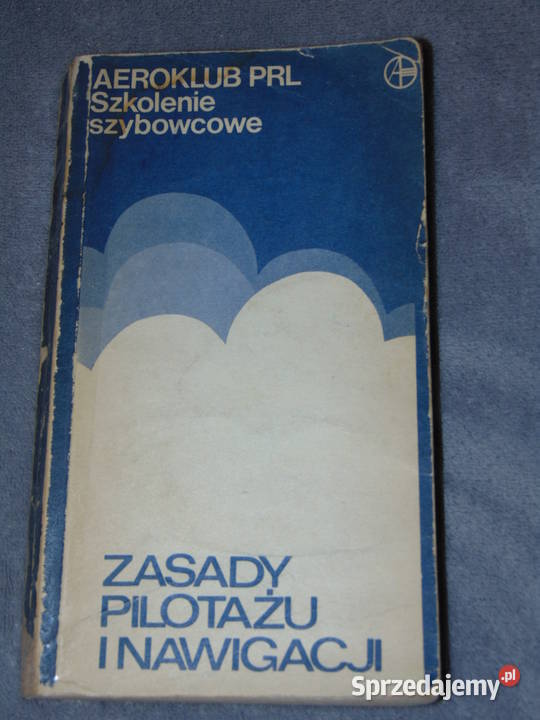 AEROKLUB PRL
Szkolenie
szybowcowe
ZASADY
PILOTAŻU
I NAWIGACJI
Sprzedajemy.pl